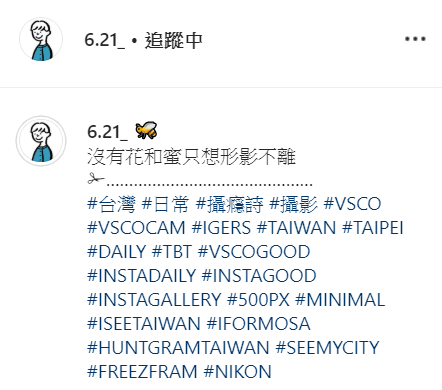 6.21_ • 追蹤中
6.21_ 🐝
沒有花和蜜只想形影不離
✃..............................................
#台灣 #日常 #攝癮詩 #攝影 #VSCO
#VSCOCAM #IGERS #TAIWAN #TAIPEI
#DAILY #TBT #VSCOGOOD
#INSTADAILY #INSTAGOOD
#INSTAGALLERY #500PX #MINIMAL
#ISEETAIWAN #IFORMOSA
#HUNTGRAMTAIWAN #SEEMYCITY
#FREEZFRAM #NIKON